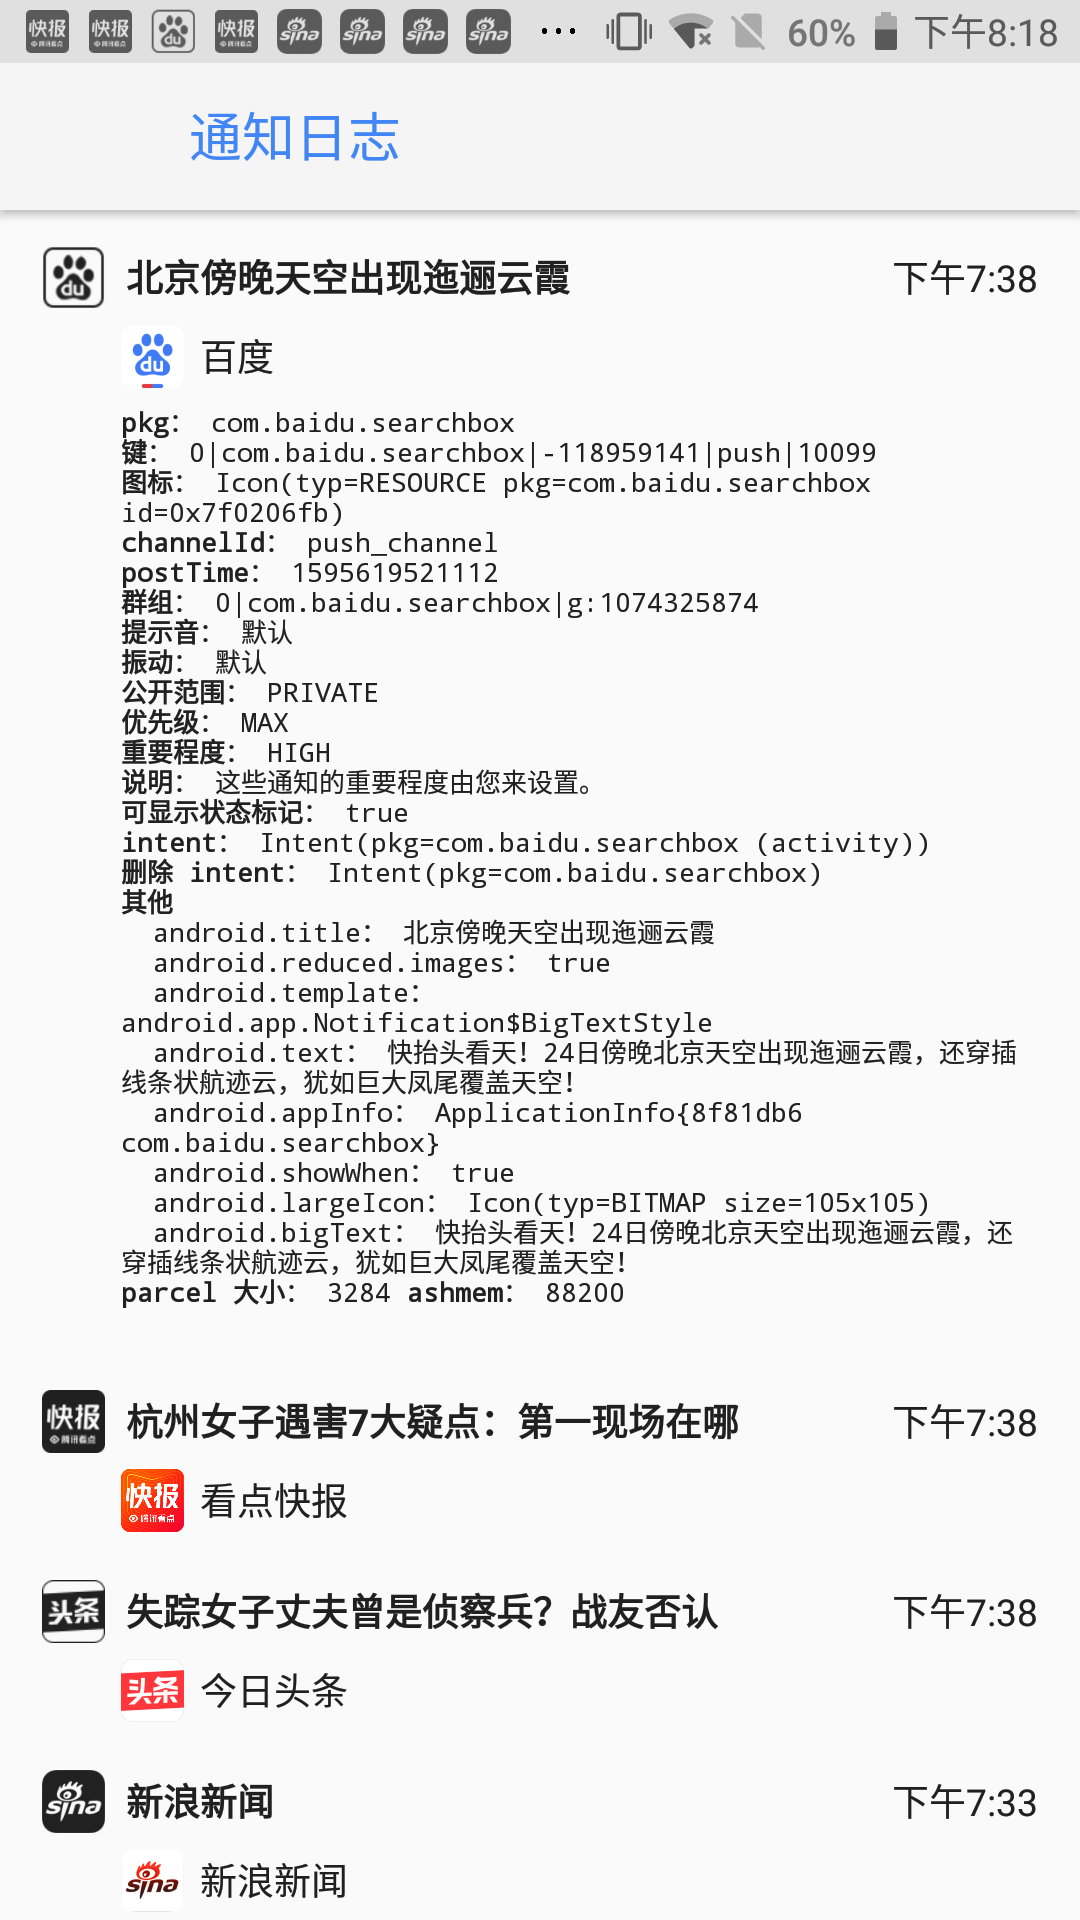 60% 下午8:18
通知日志
北京傍晚天空出现迤逦云霞 下午7:38
百度
pkg： com.baidu.searchbox
键： 0|com.baidu.searchbox|-118959141|push|10099
图标： Icon(typ=RESOURCE pkg=com.baidu.searchbox
id=0x7f0206fb)
channelId： push_channel
postTime： 1595619521112
群组： 0|com.baidu.searchbox|g:1074325874
提示音： 默认
振动： 默认
公开范围： PRIVATE
优先级： MAX
重要程度： HIGH
说明： 这些通知的重要程度由您来设置。
可显示状态标记： true
intent： Intent(pkg=com.baidu.searchbox (activity))
删除 intent： Intent(pkg=com.baidu.searchbox)
其他
android.title： 北京傍晚天空出现迤逦云霞
android.reduced.images： true
android.template：
android.app.Notification$BigTextStyle
android.text： 快抬头看天！24日傍晚北京天空出现迤逦云霞，还穿插
线条状航迹云，犹如巨大凤尾覆盖天空！
android.appInfo： ApplicationInfo{8f81db6
com.baidu.searchbox}
android.showWhen： true
android.largeIcon： Icon(typ=BITMAP size=105x105)
android.bigText： 快抬头看天！24日傍晚北京天空出现迤逦云霞，还
穿插线条状航迹云，犹如巨大凤尾覆盖天空！
parcel 大小： 3284 ashmem： 88200
快报 杭州女子遇害7大疑点：第一现场在哪 下午7:38
快报 看点快报
头条 失踪女子丈夫曾是侦察兵？战友否认 下午7:38
头条 今日头条
sina 新浪新闻 下午7:33
sina 新浪新闻